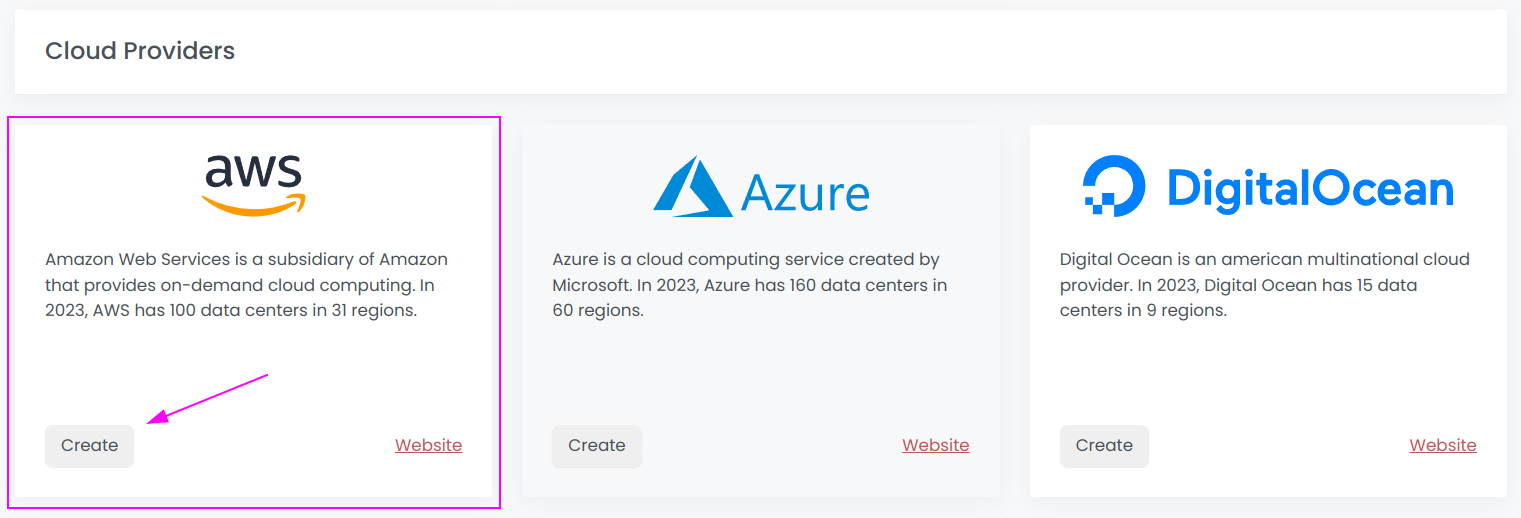 Cloud Providers
aws
Amazon Web Services is a subsidiary of Amazon
that provides on-demand cloud computing. In
2023, AWS has 100 data centers in 31 regions.
Create
Website
Azure
Azure is a cloud computing service created by
Microsoft. In 2023, Azure has 160 data centers in
60 regions.
Create
Website
DigitalOcean
Digital Ocean is an american multinational cloud
provider. In 2023, Digital Ocean has 15 data
centers in 9 regions.
Create
Website